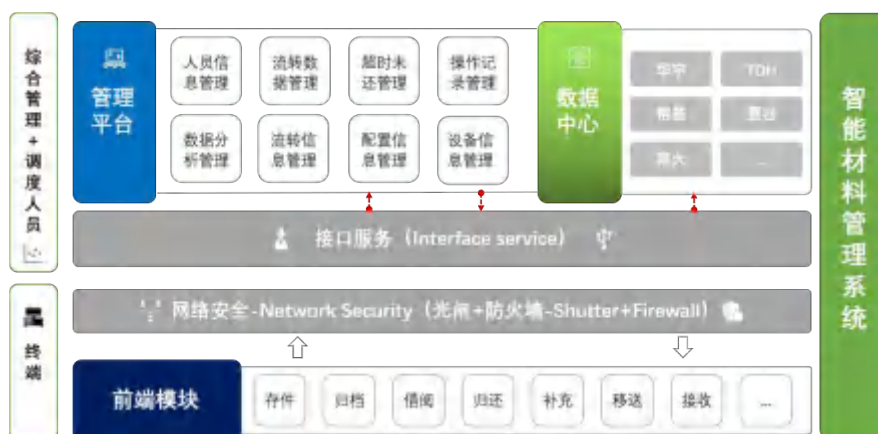 综合管理+调度人员
管理
平台
人员信
息管理
流转数
据管理
超时未
还管理
操作记
录管理
数据分
析管理
流转信
息管理
配置信
息管理
设备信
息管理
数据
中心
华宇
TDH
...
智能材料管理系统
接口服务（Interface service）
网络安全-Network Security（光闸+防火墙-Shutter+Firewall）
终端
前端模块
存件
归档
借阅
归还
补充
移送
接收
...